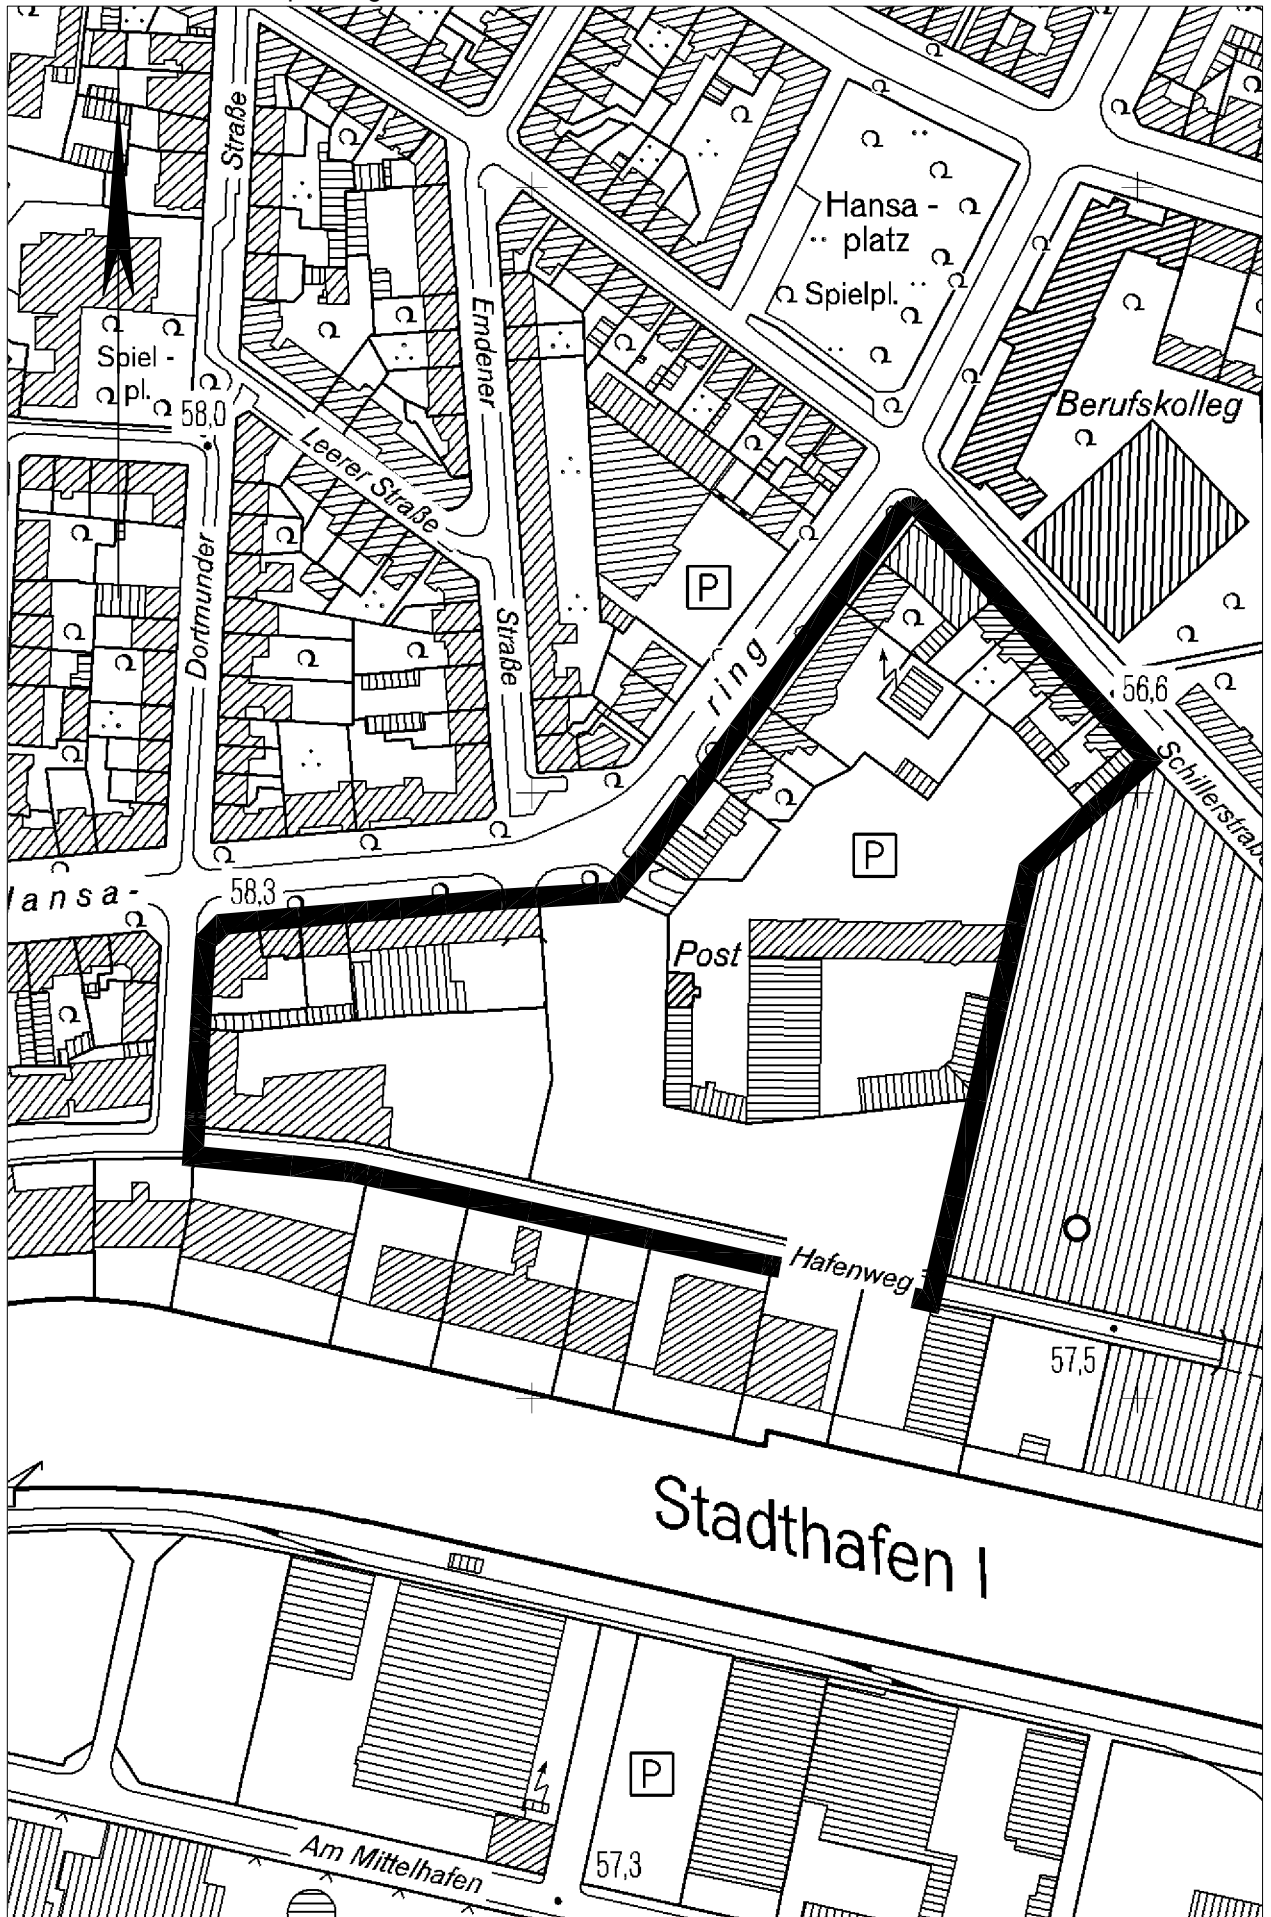 Straße
Hansa -
platz
Spielpl.
Emdener
Spiel -
pl.
58,0
Berufskolleg
Leerer Straße
Dortmunder
P
Straße
ring
56,6
Schillerstraße
P
58,3
Hansa-
Post
Hafenweg
57,5
Stadthafen I
P
Am Mittelhafen
57,3